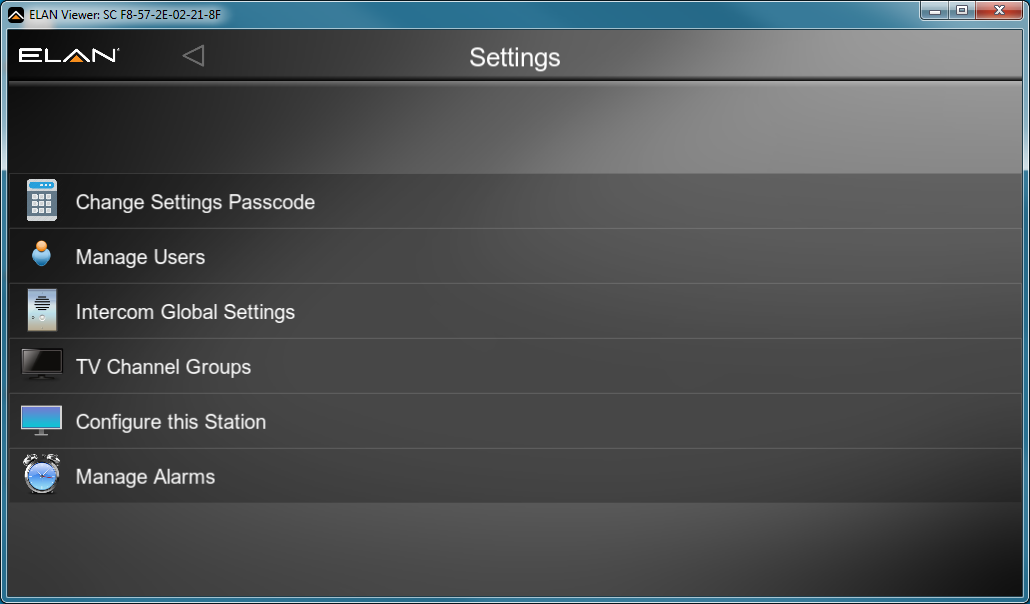 ELAN Viewer: SC F8-57-2E-02-21-8F
ELAN
Settings
Change Settings Passcode
Manage Users
Intercom Global Settings
TV Channel Groups
Configure this Station
Manage Alarms